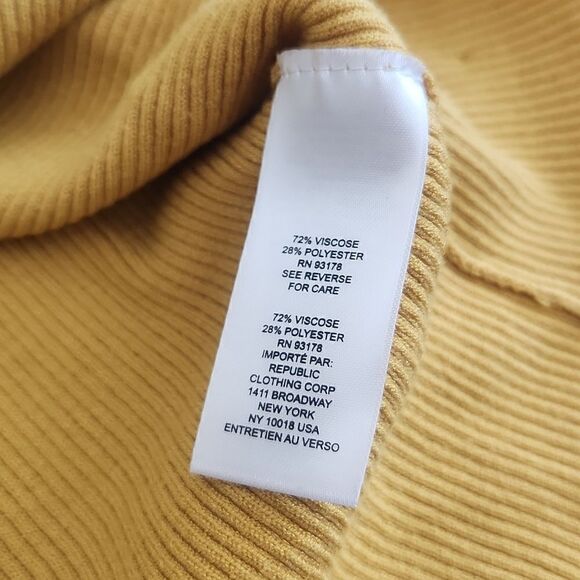 72% VISCOSE
28% POLYESTER
RN 93178
SEE REVERSE
FOR CARE
72% VISCOSE
28% POLYESTER
RN 93178
IMPORTÉ PAR:
REPUBLIC
CLOTHING CORP
1411 BROADWAY
NEW YORK
NY 10018 USA
ENTRETIEN AU VERSO